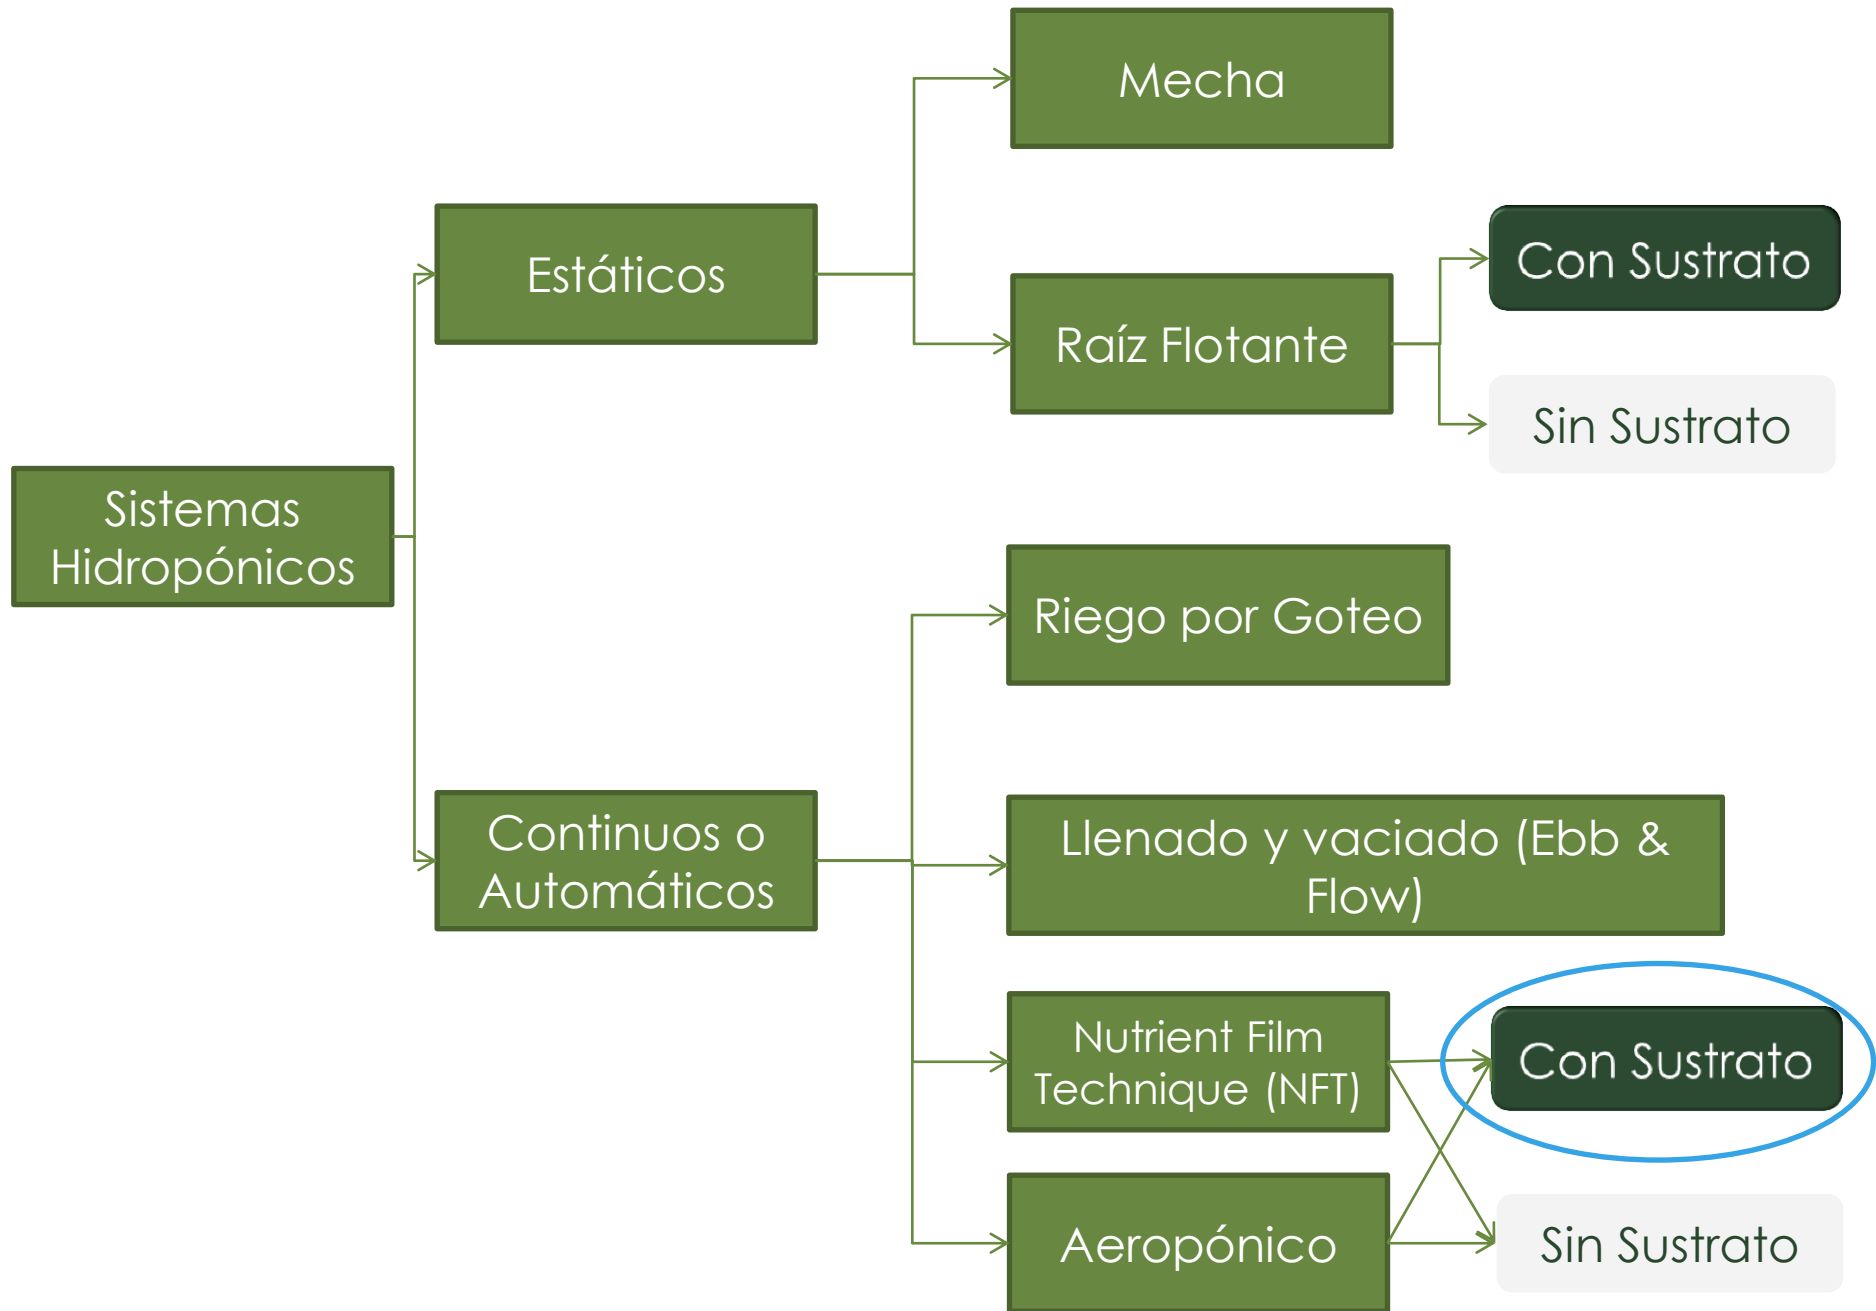 Mecha
Estáticos
Con Sustrato
Raíz Flotante
Sin Sustrato
Sistemas
Hidropónicos
Riego por Goteo
Continuos o
Automáticos
Llenado y vaciado (Ebb &
Flow)
Nutrient Film
Technique (NFT)
Con Sustrato
Aeropónico
Sin Sustrato